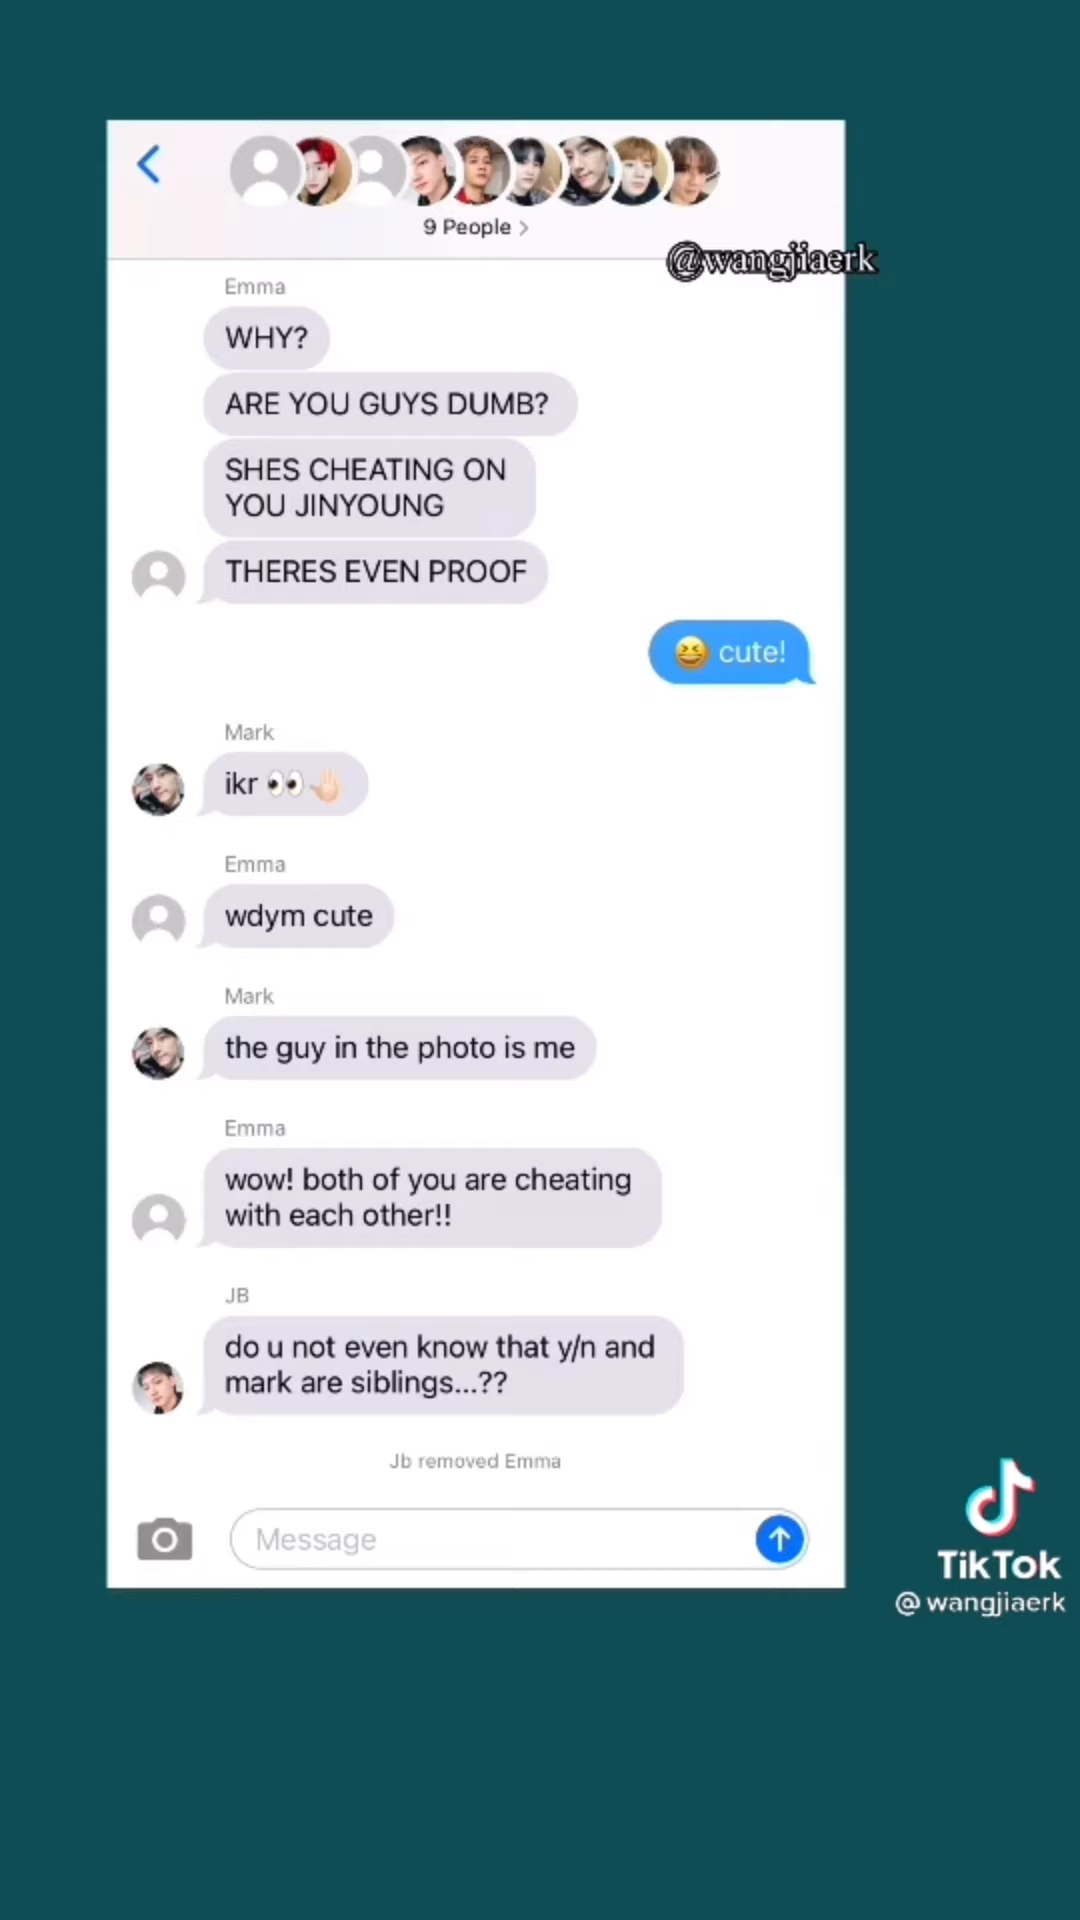 9 People >
@wangjiaerk
Emma
WHY?
ARE YOU GUYS DUMB?
SHES CHEATING ON
YOU JINYOUNG
THERES EVEN PROOF
😆 cute!
Mark
ikr 👀🤚🏻
Emma
wdym cute
Mark
the guy in the photo is me
Emma
wow! both of you are cheating
with each other!!
JB
do u not even know that y/n and
mark are siblings...??
Jb removed Emma
Message
TikTok
@wangjiaerk